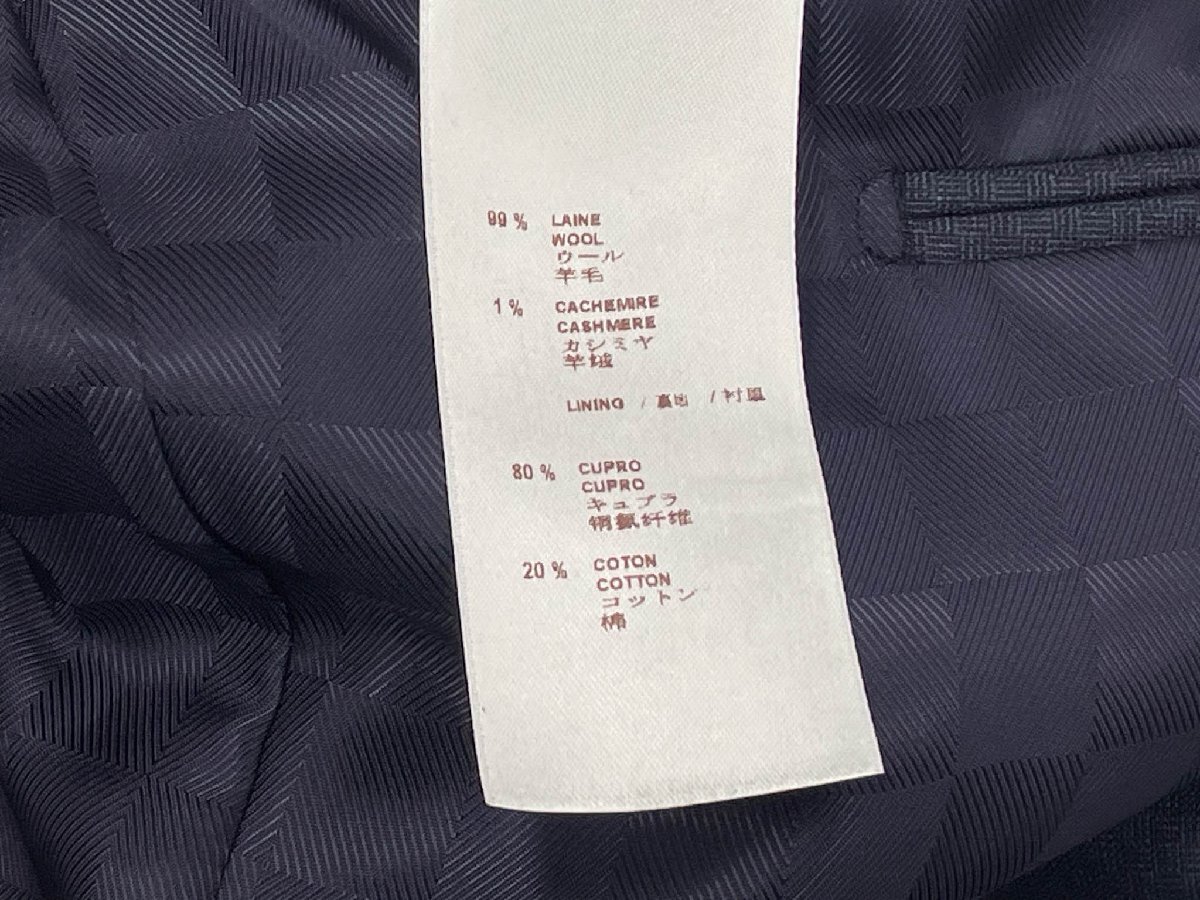 99 % LAINE
WOOL
ウール
羊毛
1 % CACHEMIRE
CASHMERE
カシミヤ
羊绒
LINING / 裏地 / 衬里
80 % CUPRO
CUPRO
キュプラ
铜氨纤维
20 % COTON
COTTON
コットン
棉